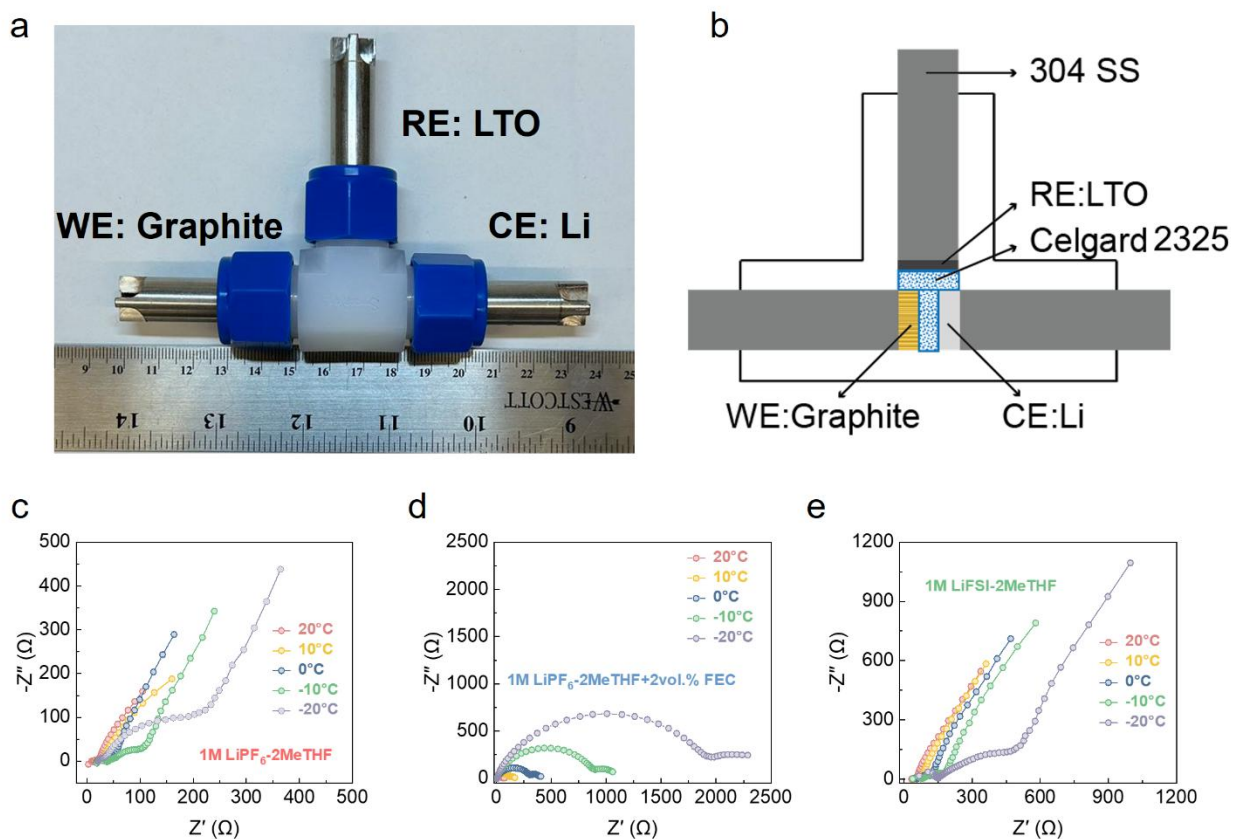 a
RE: LTO
WE: Graphite
CE: Li
9 10 11 12 13 14 15 16 17 18 19 20 21 22 23 24 25
WESTCOTT
14 13 12 11 10 9
b
304 SS
RE:LTO
Celgard 2325
WE:Graphite
CE:Li
c
500
400
300
200
100
0
-Z″ (Ω)
20°C
10°C
0°C
-10°C
-20°C
1M LiPF₆-2MeTHF
0 100 200 300 400 500
Z′ (Ω)
d
2500
2000
1500
1000
500
0
-Z″ (Ω)
20°C
10°C
0°C
-10°C
-20°C
1M LiPF₆-2MeTHF+2vol.% FEC
0 500 1000 1500 2000 2500
Z′ (Ω)
e
1200
900
600
300
0
-Z″ (Ω)
1M LiFSI-2MeTHF
20°C
10°C
0°C
-10°C
-20°C
0 300 600 900 1200
Z′ (Ω)